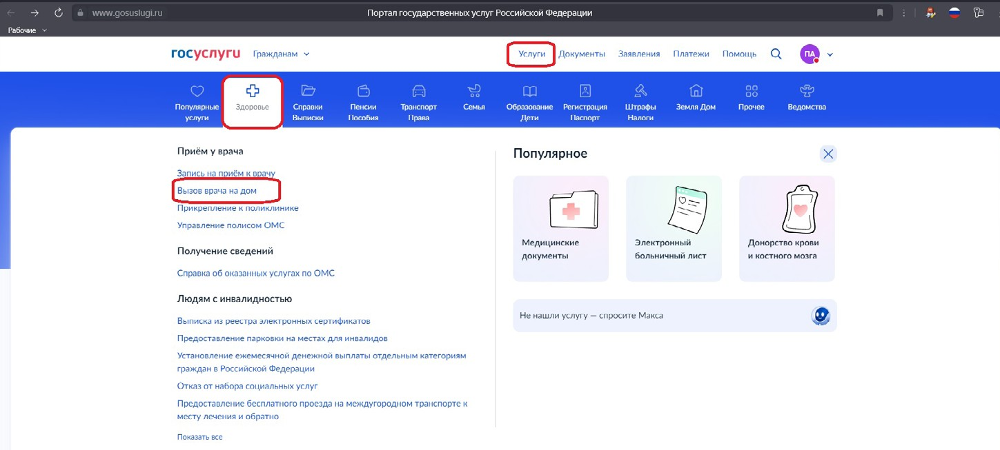 www.gosuslugi.ru
Портал государственных услуг Российской Федерации
Рабочие
госуслуги
Гражданам
Услуги
Документы
Заявления
Платежи
Помощь
ПА
Популярные
услуги
Здоровье
Справки
Выписки
Пенсии
Пособия
Транспорт
Права
Семья
Образование
Дети
Регистрация
Паспорт
Штрафы
Налоги
Земля Дом
Прочее
Ведомства
Приём у врача
Запись на приём к врачу
Вызов врача на дом
Прикрепление к поликлинике
Управление полисом ОМС
Получение сведений
Справка об оказанных услугах по ОМС
Людям с инвалидностью
Выписка из реестра электронных сертификатов
Предоставление парковки на местах для инвалидов
Установление ежемесячной денежной выплаты отдельным категориям
граждан в Российской Федерации
Отказ от набора социальных услуг
Предоставление бесплатного проезда на междугородном транспорте к
месту лечения и обратно
Показать все
Популярное
Медицинские
документы
Электронный
больничный лист
Донорство крови
и костного мозга
Не нашли услугу — спросите Макса